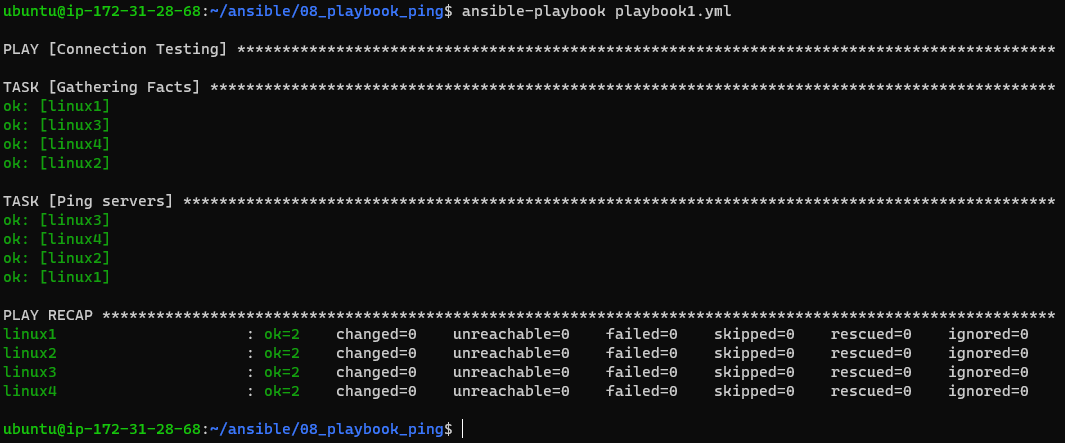 ubuntu@ip-172-31-28-68:~/ansible/08_playbook_ping$ ansible-playbook playbook1.yml
PLAY [Connection Testing] *******************************************************************************************
TASK [Gathering Facts] **********************************************************************************************
ok: [linux1]
ok: [linux3]
ok: [linux4]
ok: [linux2]
TASK [Ping servers] *************************************************************************************************
ok: [linux3]
ok: [linux4]
ok: [linux2]
ok: [linux1]
PLAY RECAP **********************************************************************************************************
linux1                     : ok=2    changed=0    unreachable=0    failed=0    skipped=0    rescued=0    ignored=0
linux2                     : ok=2    changed=0    unreachable=0    failed=0    skipped=0    rescued=0    ignored=0
linux3                     : ok=2    changed=0    unreachable=0    failed=0    skipped=0    rescued=0    ignored=0
linux4                     : ok=2    changed=0    unreachable=0    failed=0    skipped=0    rescued=0    ignored=0
ubuntu@ip-172-31-28-68:~/ansible/08_playbook_ping$